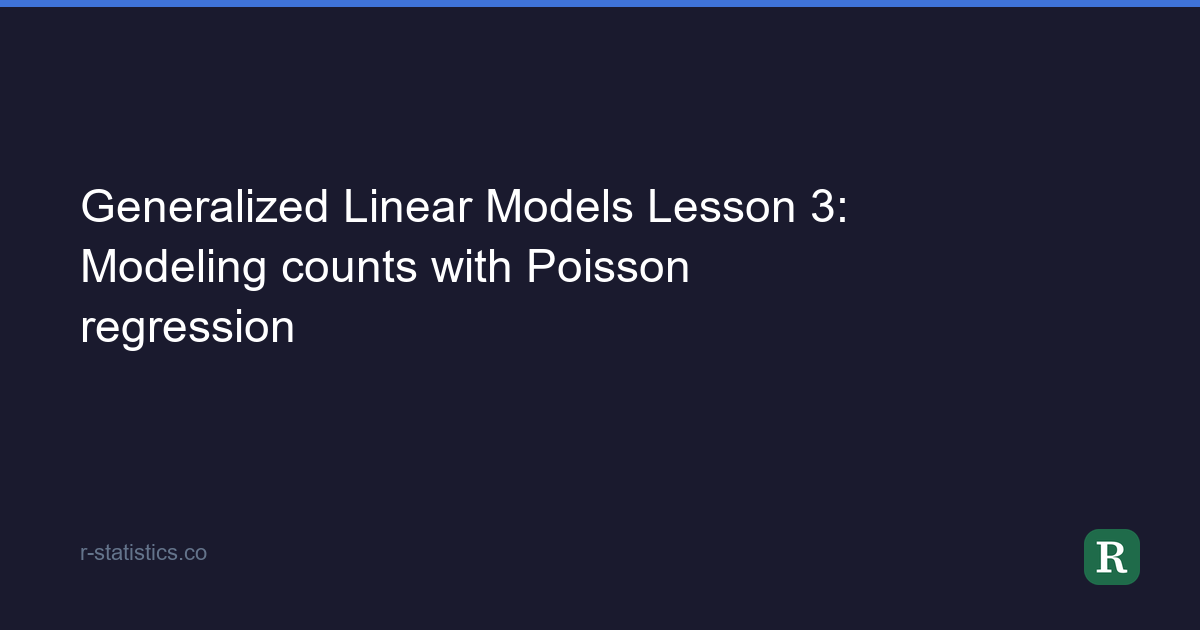 Generalized Linear Models Lesson 3:
Modeling counts with Poisson
regression
r-statistics.co
R